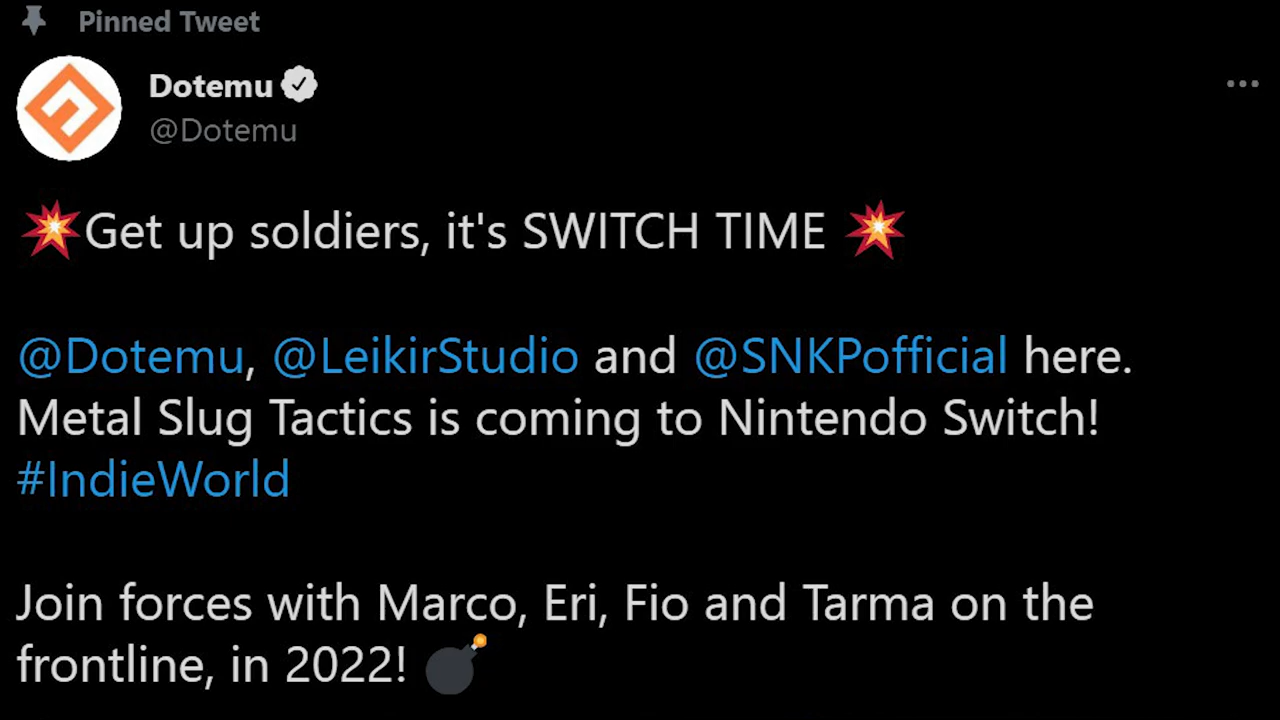 Pinned Tweet
Dotemu
@Dotemu
💥Get up soldiers, it's SWITCH TIME 💥
@Dotemu, @LeikirStudio and @SNKPofficial here.
Metal Slug Tactics is coming to Nintendo Switch!
#IndieWorld
Join forces with Marco, Eri, Fio and Tarma on the
frontline, in 2022! 💣